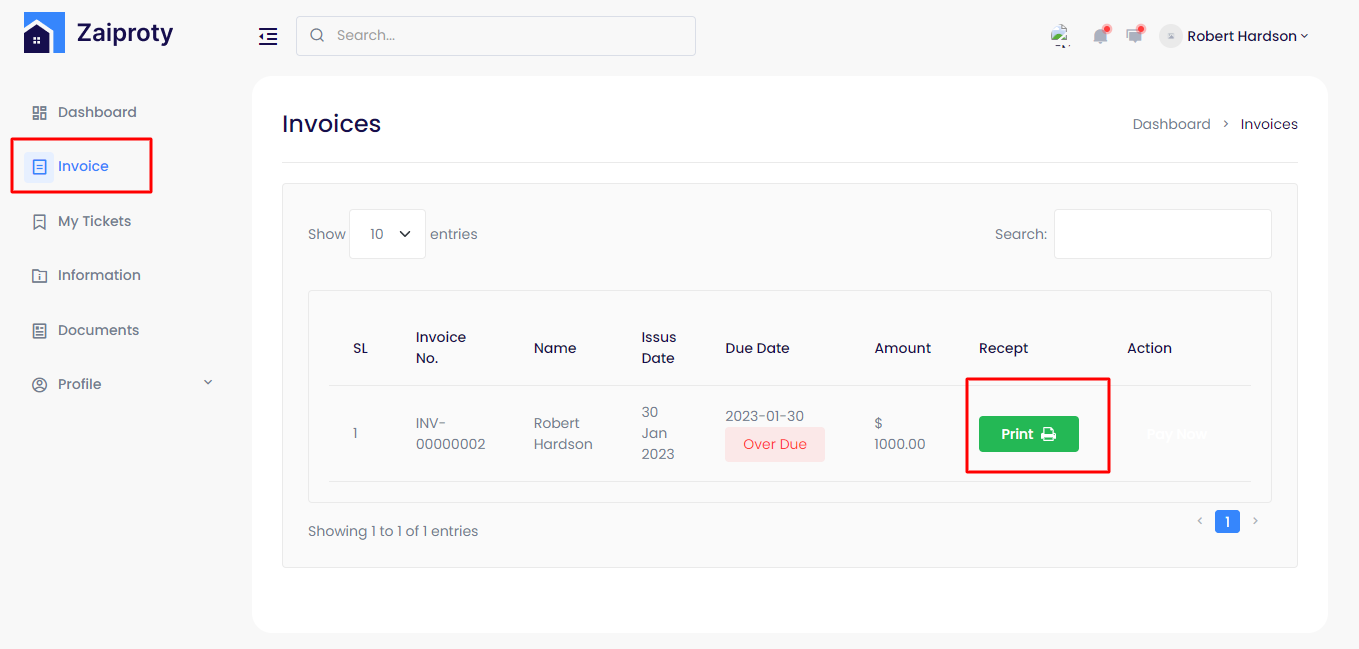 Zaiproty
Search...
Robert Hardson
Dashboard
Invoice
My Tickets
Information
Documents
Profile
Invoices
Dashboard > Invoices
Show 10 entries
Search:
SL
Invoice
No.
Name
Issus
Date
Due Date
Amount
Recept
Action
1
INV-
00000002
Robert
Hardson
30
Jan
2023
2023-01-30
Over Due
$
1000.00
Print
Pay Now
Showing 1 to 1 of 1 entries
‹ 1 ›